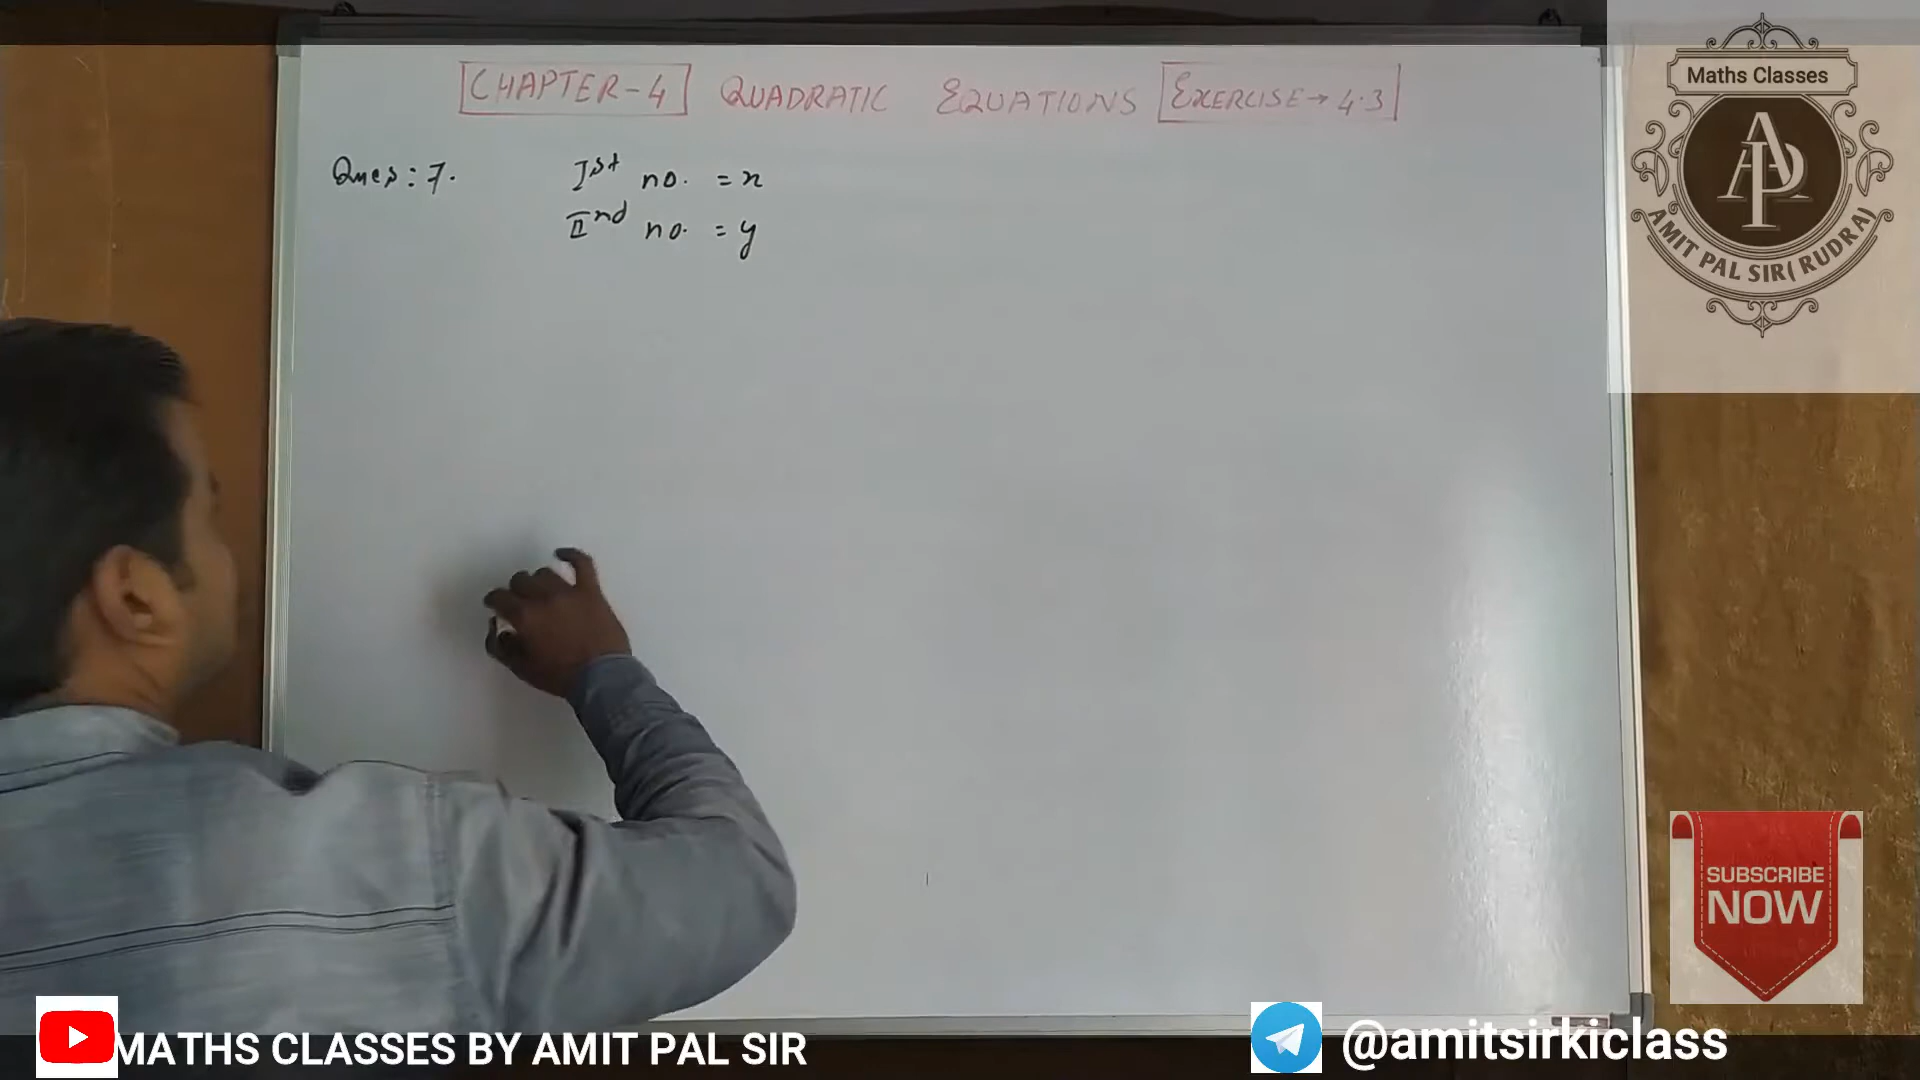 CHAPTER-4 QUADRATIC EQUATIONS EXERCISE→ 4.3
Ques: 7. Ist no. = x
IInd no. = y
Maths Classes
AP
AMIT PAL SIR( RUDRA)
SUBSCRIBE
NOW
MATHS CLASSES BY AMIT PAL SIR
@amitsirkiclass